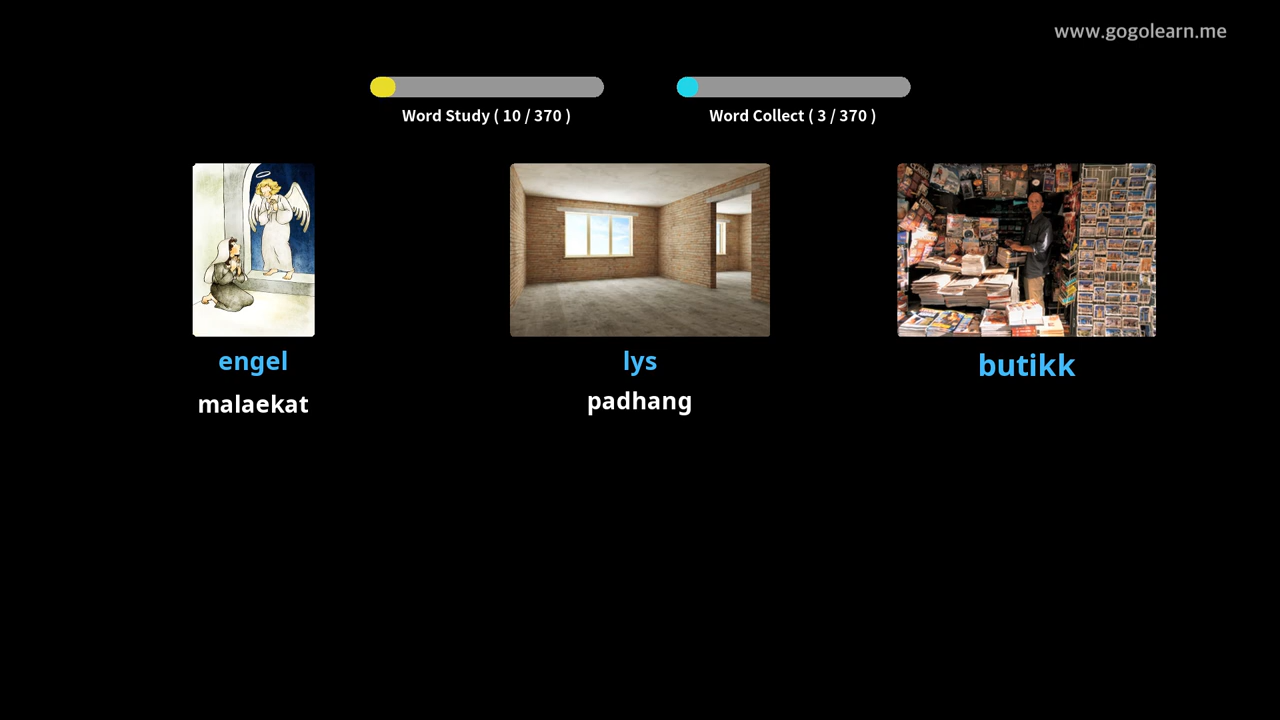 www.gogolearn.me
Word Study ( 10 / 370 )
Word Collect ( 3 / 370 )
engel
malaekat
lys
padhang
butikk